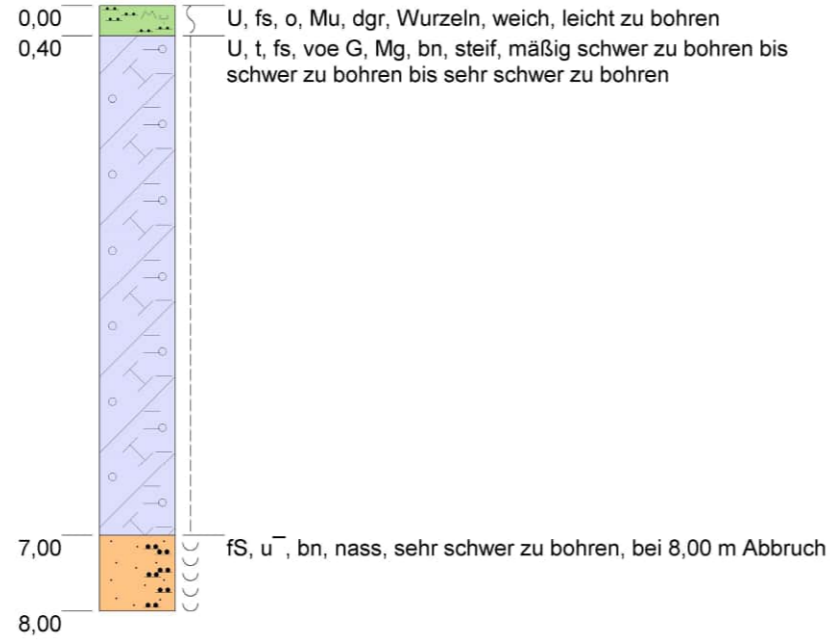 0,00 U, fs, o, Mu, dgr, Wurzeln, weich, leicht zu bohren
0,40 U, t, fs, voe G, Mg, bn, steif, mäßig schwer zu bohren bis
schwer zu bohren bis sehr schwer zu bohren
7,00 fS, u‾, bn, nass, sehr schwer zu bohren, bei 8,00 m Abbruch
8,00